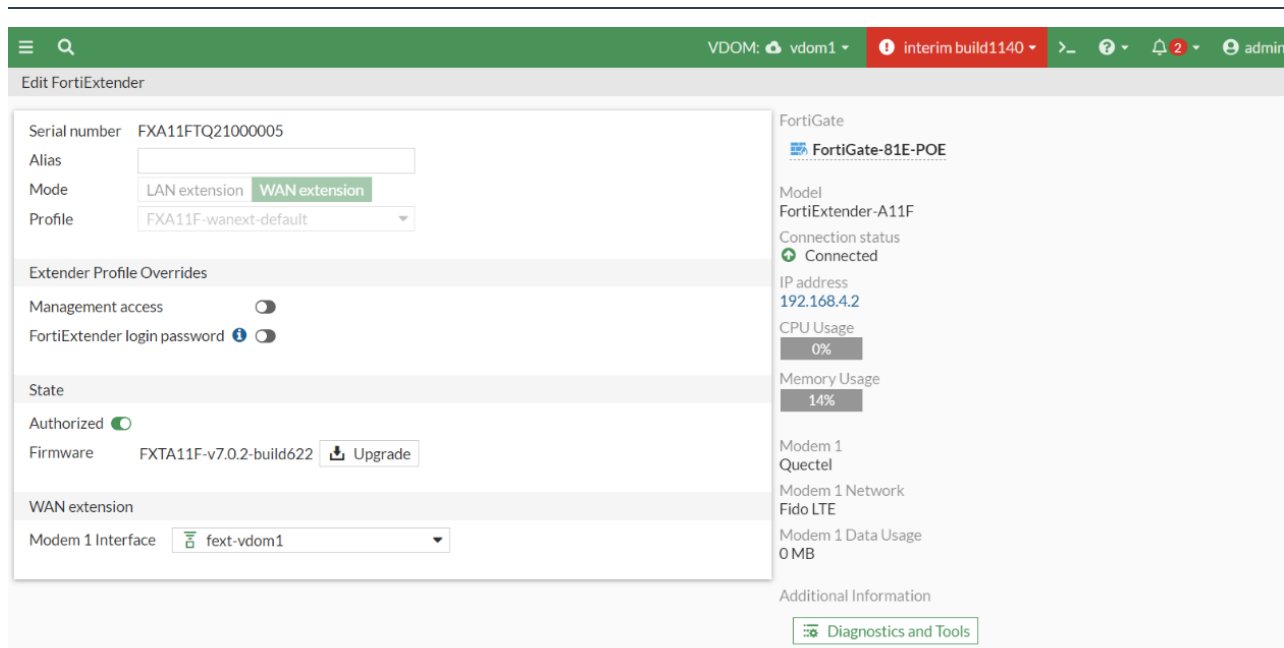 VDOM: vdom1 interim build1140 >_ 2 admin
Edit FortiExtender
Serial number FXA11FTQ21000005
Alias
Mode LAN extension WAN extension
Profile FXA11F-wanext-default
Extender Profile Overrides
Management access
FortiExtender login password
State
Authorized
Firmware FXTA11F-v7.0.2-build622 Upgrade
WAN extension
Modem 1 Interface fext-vdom1
FortiGate
FortiGate-81E-POE
Model
FortiExtender-A11F
Connection status
Connected
IP address
192.168.4.2
CPU Usage
0%
Memory Usage
14%
Modem 1
Quectel
Modem 1 Network
Fido LTE
Modem 1 Data Usage
0 MB
Additional Information
Diagnostics and Tools